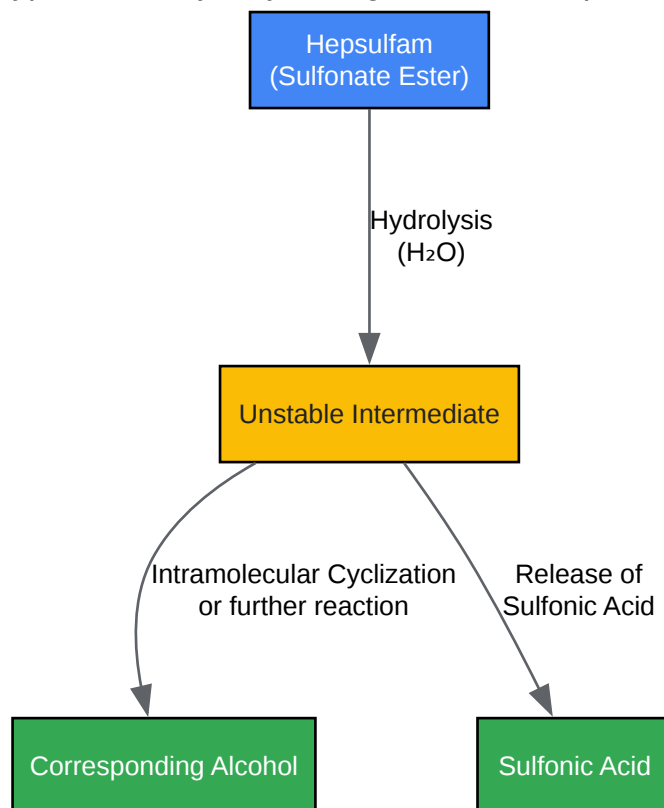 Hepsulfam
(Sulfonate Ester)
Hydrolysis
(H₂O)
Unstable Intermediate
Intramolecular Cyclization
or further reaction
Release of
Sulfonic Acid
Corresponding Alcohol
Sulfonic Acid